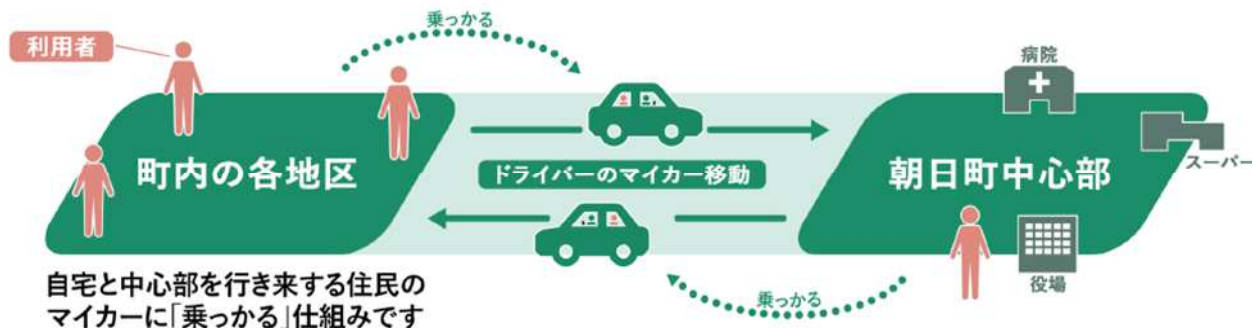 乗っかる
利用者
病院
町内の各地区
ドライバーのマイカー移動
朝日町中心部
スーパー
自宅と中心部を行き来する住民の
マイカーに「乗っかる」仕組みです
乗っかる
役場